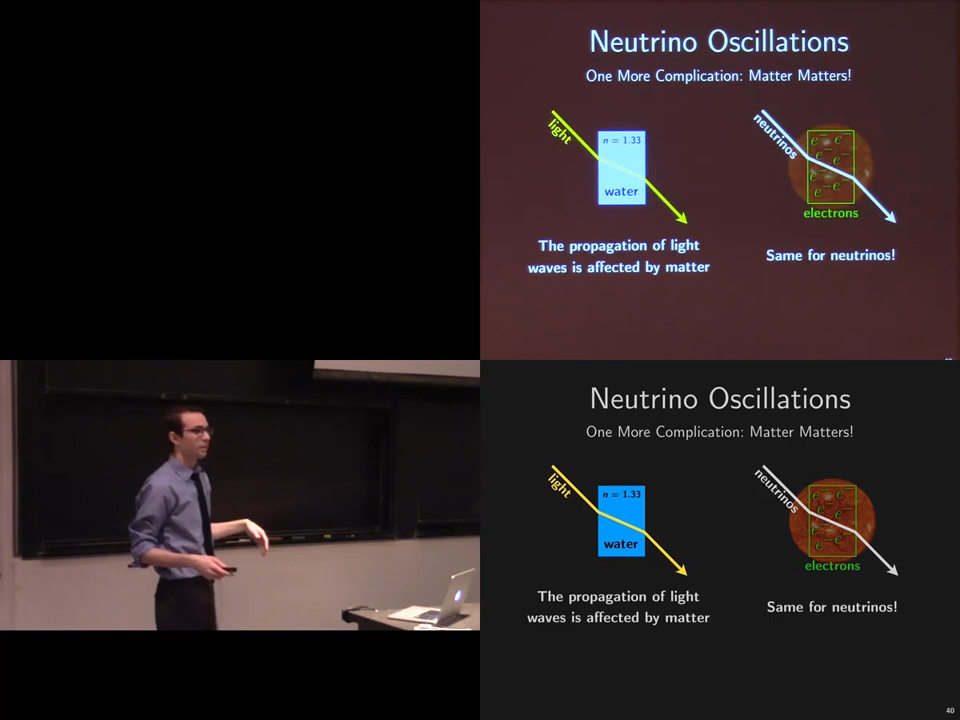 Neutrino Oscillations
One More Complication: Matter Matters!
light
n = 1.33
water
The propagation of light
waves is affected by matter
neutrinos
e⁻ e⁻
e⁻ e⁻
e⁻ e⁻
e⁻ e⁻
electrons
Same for neutrinos!
Neutrino Oscillations
One More Complication: Matter Matters!
light
n = 1.33
water
The propagation of light
waves is affected by matter
neutrinos
e⁻ e⁻
e⁻ e⁻
e⁻ e⁻
e⁻ e⁻
electrons
Same for neutrinos!
40